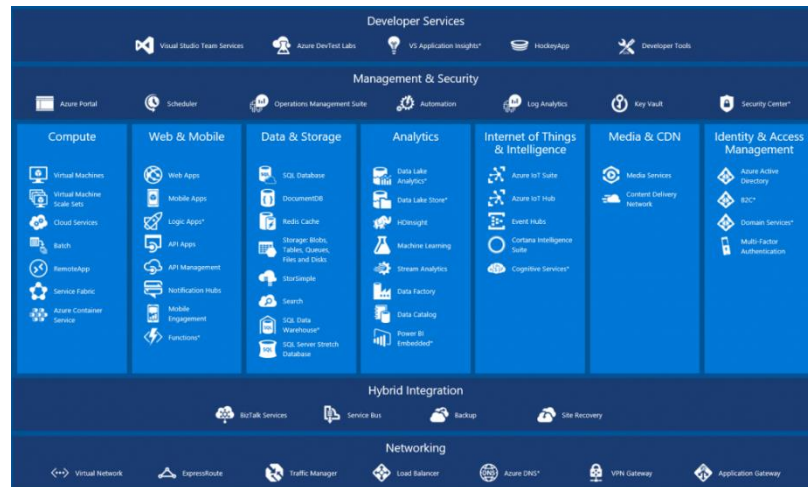 Developer Services
Visual Studio Team Services
Azure DevTest Labs
VS Application Insights*
HockeyApp
Developer Tools
Management & Security
Azure Portal
Scheduler
Operations Management Suite
Automation
Log Analytics
Key Vault
Security Center*
Compute
Virtual Machines
Virtual Machine
Scale Sets
Cloud Services
Batch
RemoteApp
Service Fabric
Azure Container
Service
Web & Mobile
Web Apps
Mobile Apps
Logic Apps*
API Apps
API Management
Notification Hubs
Mobile
Engagement
Functions*
Data & Storage
SQL Database
DocumentDB
Redis Cache
Storage: Blobs,
Tables, Queues,
Files and Disks
StorSimple
Search
SQL Data
Warehouse*
SQL Server Stretch
Database
Analytics
Data Lake
Analytics*
Data Lake Store*
HDInsight
Machine Learning
Stream Analytics
Data Factory
Data Catalog
Power BI
Embedded*
Internet of Things
& Intelligence
Azure IoT Suite
Azure IoT Hub
Event Hubs
Cortana Intelligence
Suite
Cognitive Services*
Media & CDN
Media Services
Content Delivery
Network
Identity & Access
Management
Azure Active
Directory
B2C*
Domain Services*
Multi-Factor
Authentication
Hybrid Integration
BizTalk Services
Service Bus
Backup
Site Recovery
Networking
Virtual Network
ExpressRoute
Traffic Manager
Load Balancer
DNS
Azure DNS*
VPN Gateway
Application Gateway